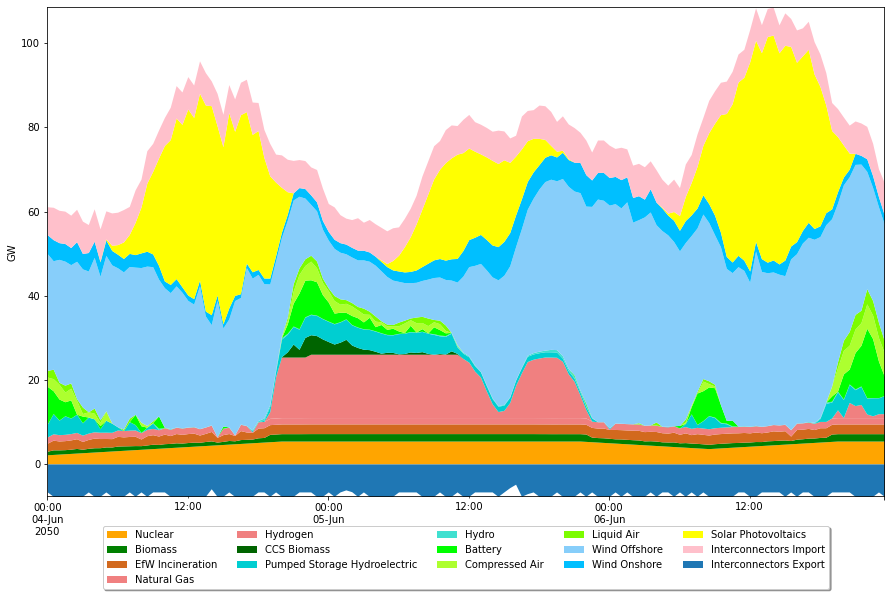 100
80
60
40
20
0
GW
00:00
04-Jun
2050
12:00
00:00
05-Jun
12:00
00:00
06-Jun
12:00
Nuclear
Biomass
EfW Incineration
Natural Gas
Hydrogen
CCS Biomass
Pumped Storage Hydroelectric
Hydro
Battery
Compressed Air
Liquid Air
Wind Offshore
Wind Onshore
Solar Photovoltaics
Interconnectors Import
Interconnectors Export